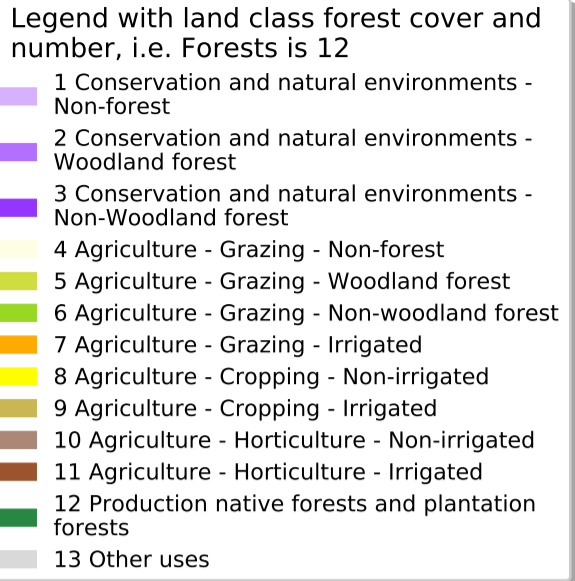 Legend with land class forest cover and
number, i.e. Forests is 12
1 Conservation and natural environments -
Non-forest
2 Conservation and natural environments -
Woodland forest
3 Conservation and natural environments -
Non-Woodland forest
4 Agriculture - Grazing - Non-forest
5 Agriculture - Grazing - Woodland forest
6 Agriculture - Grazing - Non-woodland forest
7 Agriculture - Grazing - Irrigated
8 Agriculture - Cropping - Non-irrigated
9 Agriculture - Cropping - Irrigated
10 Agriculture - Horticulture - Non-irrigated
11 Agriculture - Horticulture - Irrigated
12 Production native forests and plantation
forests
13 Other uses